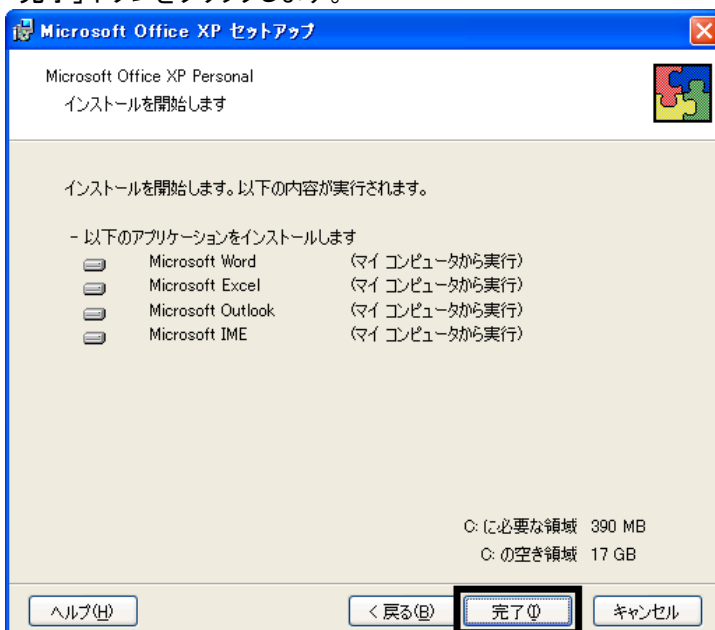 Microsoft Office XP セットアップ
Microsoft Office XP Personal
インストールを開始します
インストールを開始します。以下の内容が実行されます。
- 以下のアプリケーションをインストールします
Microsoft Word (マイ コンピュータから実行)
Microsoft Excel (マイ コンピュータから実行)
Microsoft Outlook (マイ コンピュータから実行)
Microsoft IME (マイ コンピュータから実行)
C: に必要な領域 390 MB
C: の空き領域 17 GB
ヘルプ(H) < 戻る(B) 完了(I) キャンセル